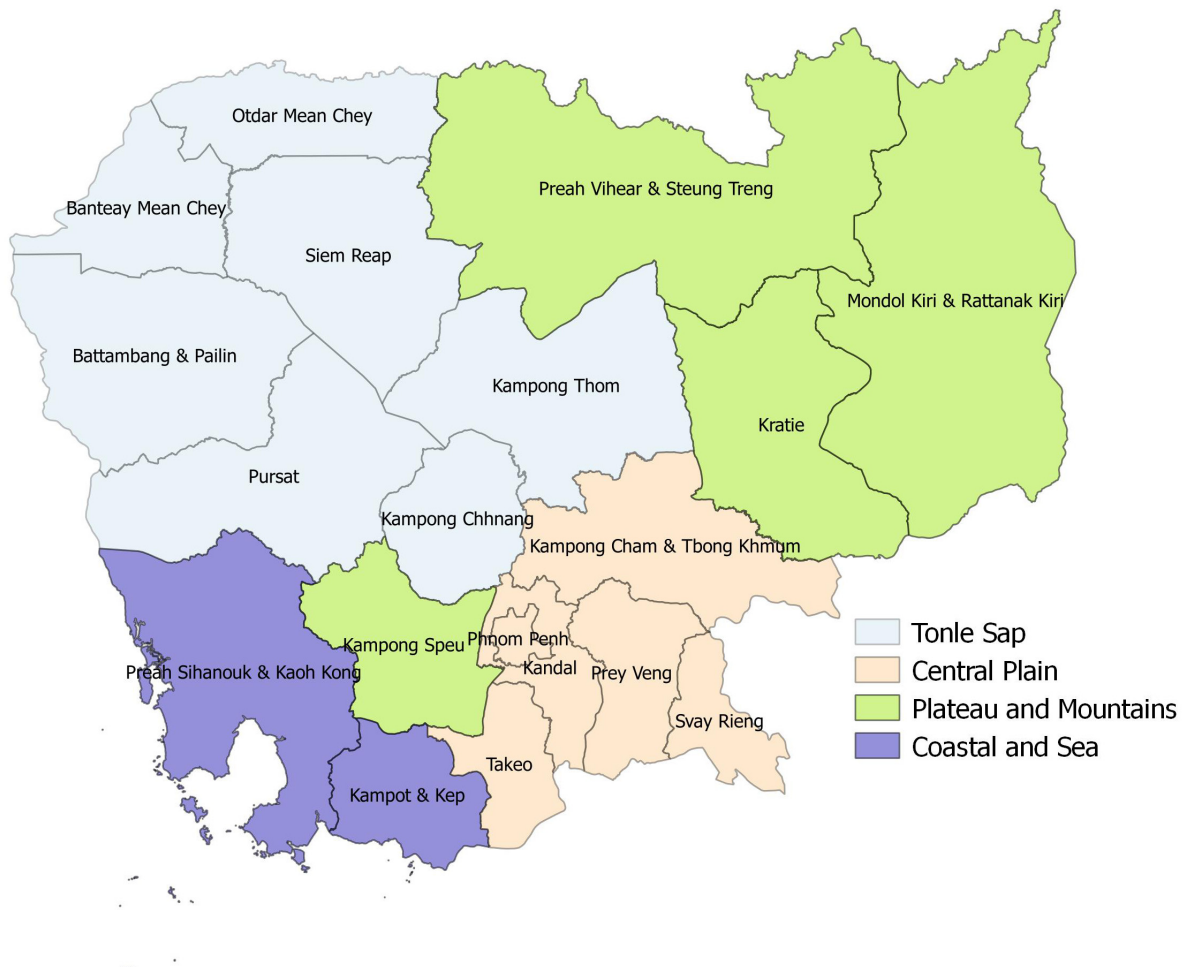 Otdar Mean Chey
Preah Vihear & Steung Treng
Banteay Mean Chey
Siem Reap
Mondol Kiri & Rattanak Kiri
Battambang & Pailin
Kampong Thom
Kratie
Pursat
Kampong Chhnang
Kampong Cham & Tbong Khmum
Kampong Speu
Phnom Penh
Kandal
Prey Veng
Preah Sihanouk & Kaoh Kong
Svay Rieng
Takeo
Kampot & Kep
Tonle Sap
Central Plain
Plateau and Mountains
Coastal and Sea